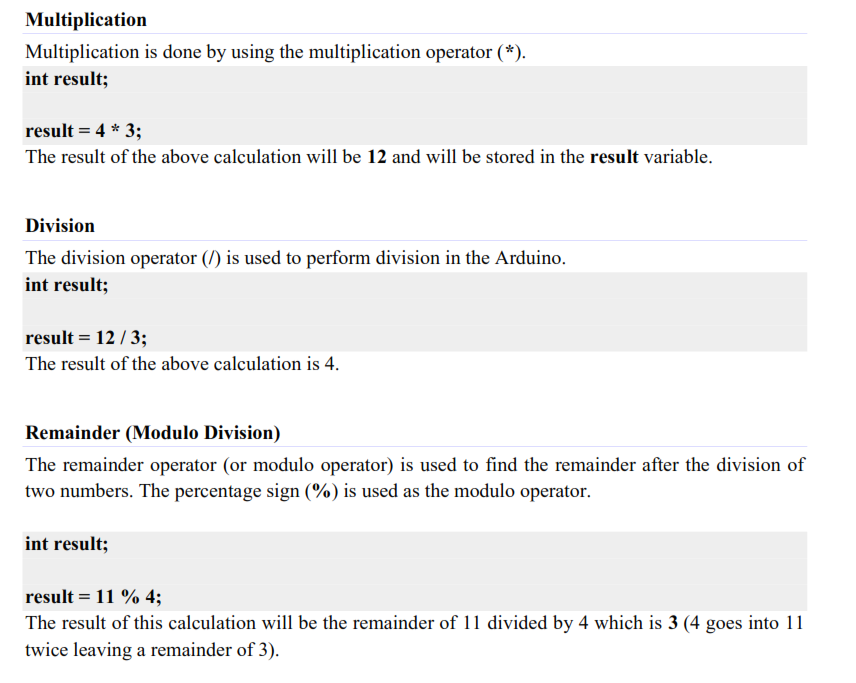 Multiplication
Multiplication is done by using the multiplication operator (*).
int result;
result = 4 * 3;
The result of the above calculation will be 12 and will be stored in the result variable.
Division
The division operator (/) is used to perform division in the Arduino.
int result;
result = 12 / 3;
The result of the above calculation is 4.
Remainder (Modulo Division)
The remainder operator (or modulo operator) is used to find the remainder after the division of
two numbers. The percentage sign (%) is used as the modulo operator.
int result;
result = 11 % 4;
The result of this calculation will be the remainder of 11 divided by 4 which is 3 (4 goes into 11
twice leaving a remainder of 3).